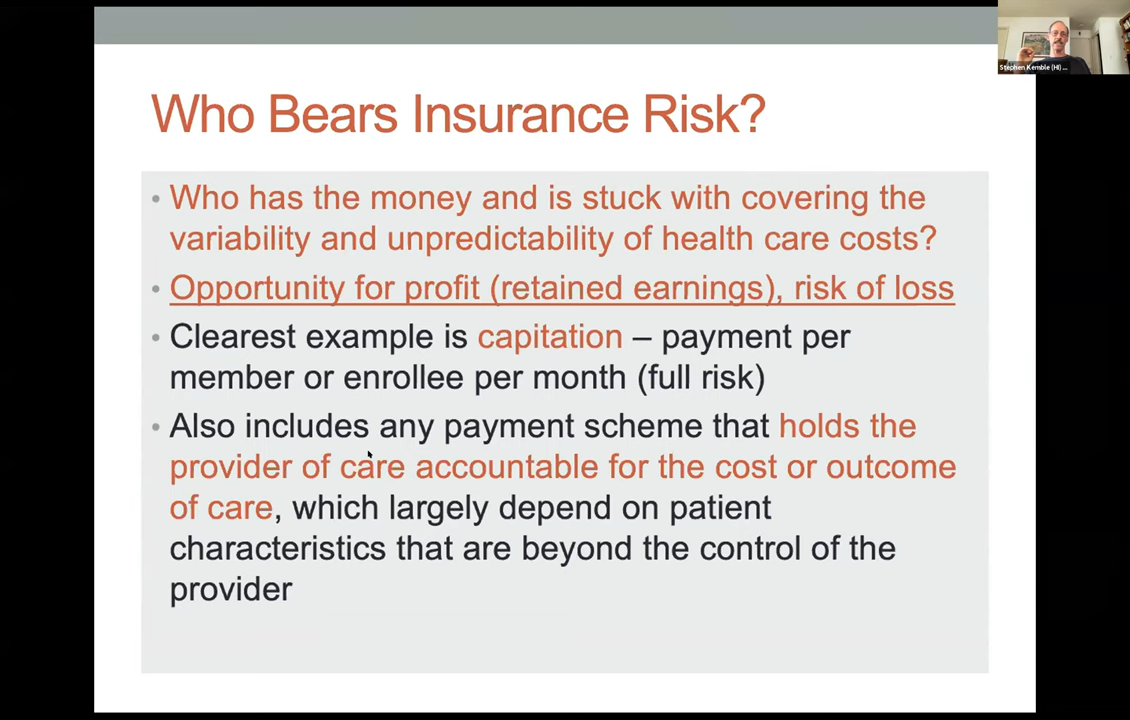 Stephen Kemble (HI) ...
Who Bears Insurance Risk?
• Who has the money and is stuck with covering the
variability and unpredictability of health care costs?
• Opportunity for profit (retained earnings), risk of loss
• Clearest example is capitation – payment per
member or enrollee per month (full risk)
• Also includes any payment scheme that holds the
provider of care accountable for the cost or outcome
of care, which largely depend on patient
characteristics that are beyond the control of the
provider